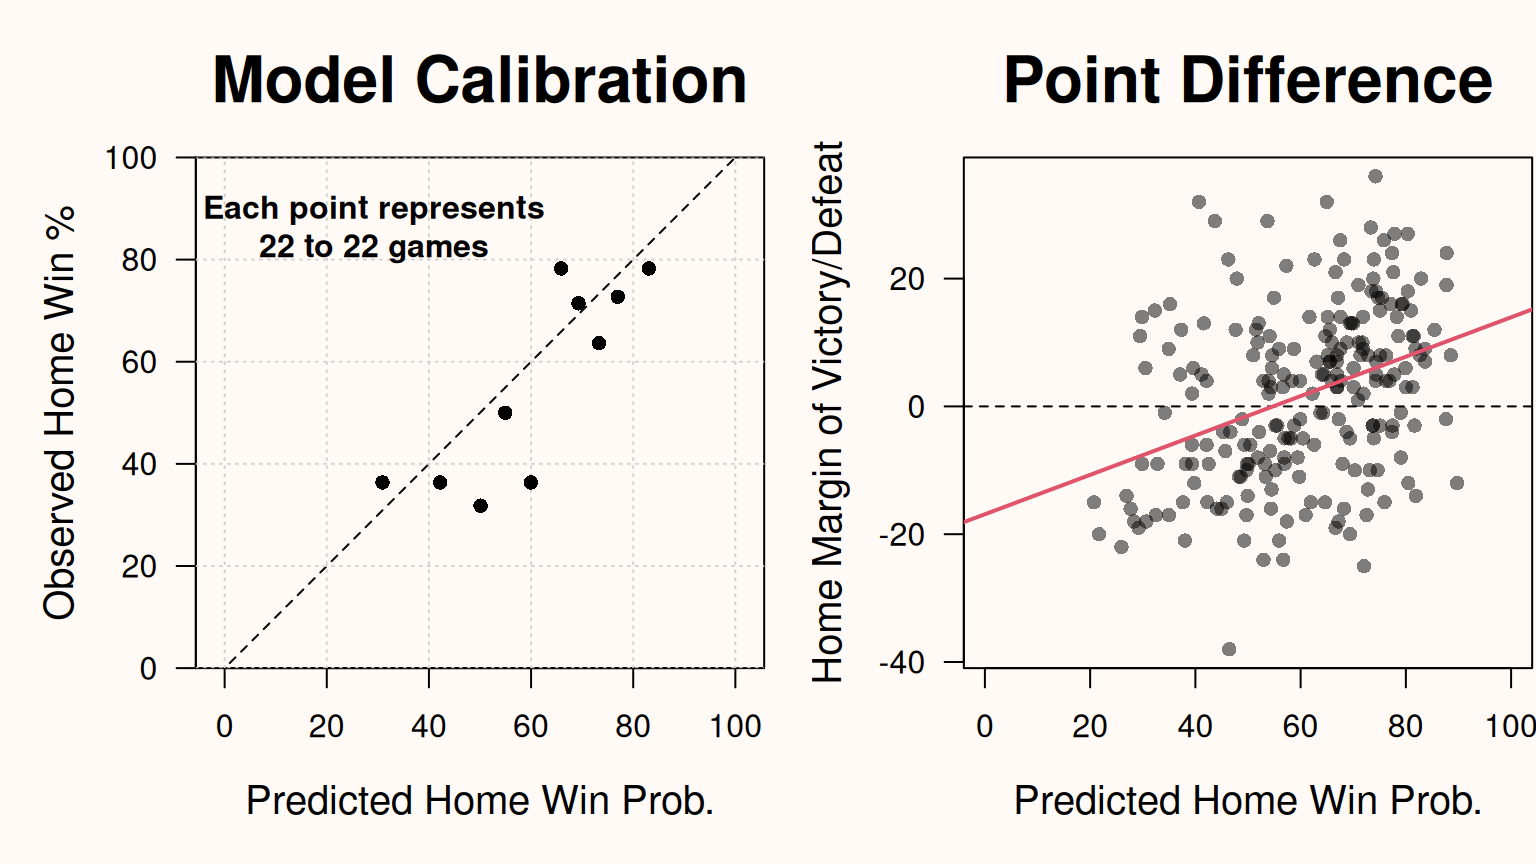 Model Calibration
Each point represents
22 to 22 games
Observed Home Win %
100
80
60
40
20
0
0 20 40 60 80 100
Predicted Home Win Prob.
Point Difference
Home Margin of Victory/Defeat
20
0
-20
-40
0 20 40 60 80 100
Predicted Home Win Prob.